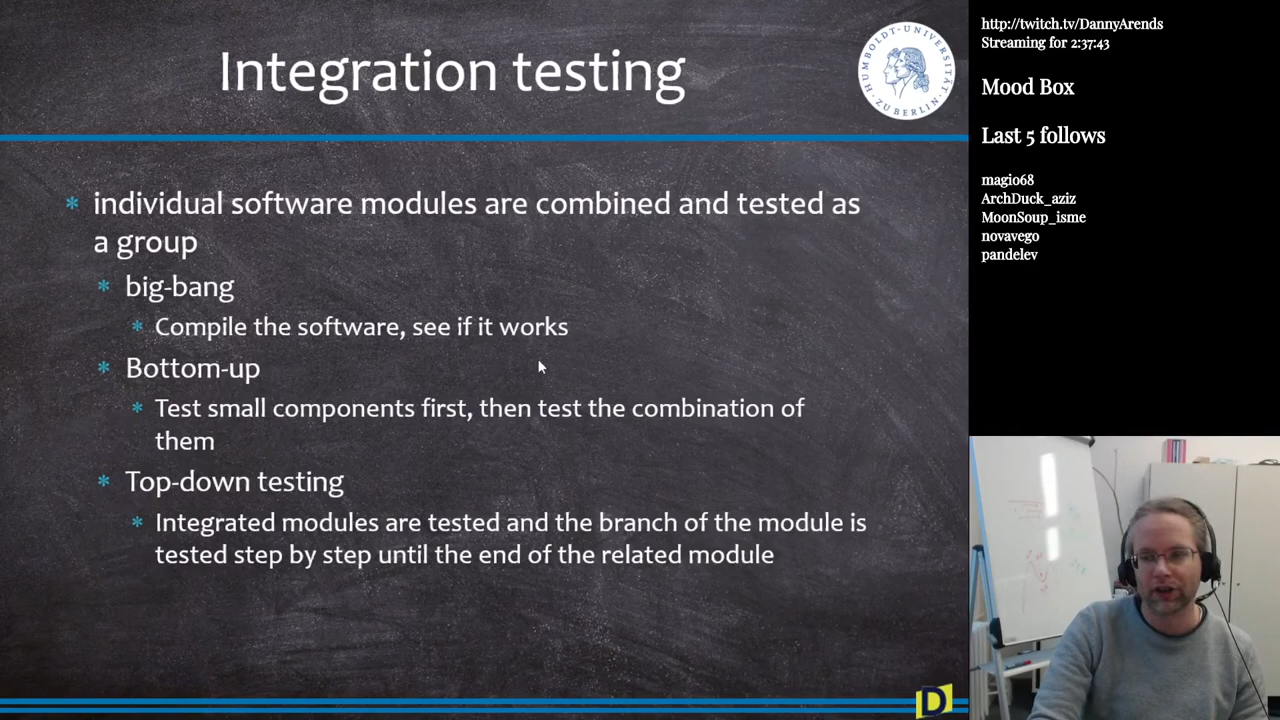 Integration testing
HUMBOLDT-UNIVERSITÄT ZU BERLIN
individual software modules are combined and tested as
a group
big-bang
Compile the software, see if it works
Bottom-up
Test small components first, then test the combination of
them
Top-down testing
Integrated modules are tested and the branch of the module is
tested step by step until the end of the related module
D
http://twitch.tv/DannyArends
Streaming for 2:37:43
Mood Box
Last 5 follows
magio68
ArchDuck_aziz
MoonSoup_isme
novavego
pandelev